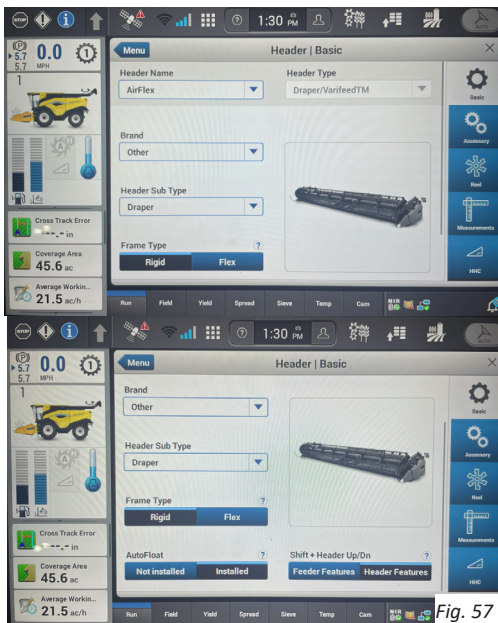 STOP
i
?
1:30 PM
(P)
5.7
5.7
0.0
MPH
1
Menu
Header | Basic
Header Name
Header Type
AirFlex
Draper/VarifeedTM
Brand
Other
Header Sub Type
Draper
Frame Type
?
Rigid
Flex
Basic
Accessory
Reel
Measurements
HHC
Cross Track Error
---.- in
Coverage Area
45.6 ac
Average Workin...
21.5 ac/h
Run
Field
Yield
Spread
Sieve
Temp
Cam
NIR
STOP
i
?
1:30 PM
(P)
5.7
5.7
0.0
MPH
1
Menu
Header | Basic
Brand
Other
Header Sub Type
Draper
Frame Type
?
Rigid
Flex
AutoFloat
?
Shift + Header Up/Dn
?
Not installed
Installed
Feeder Features
Header Features
Basic
Accessory
Reel
Measurements
HHC
Cross Track Error
---.- in
Coverage Area
45.6 ac
Average Workin...
21.5 ac/h
Run
Field
Yield
Spread
Sieve
Temp
Cam
NIR
Fig. 57